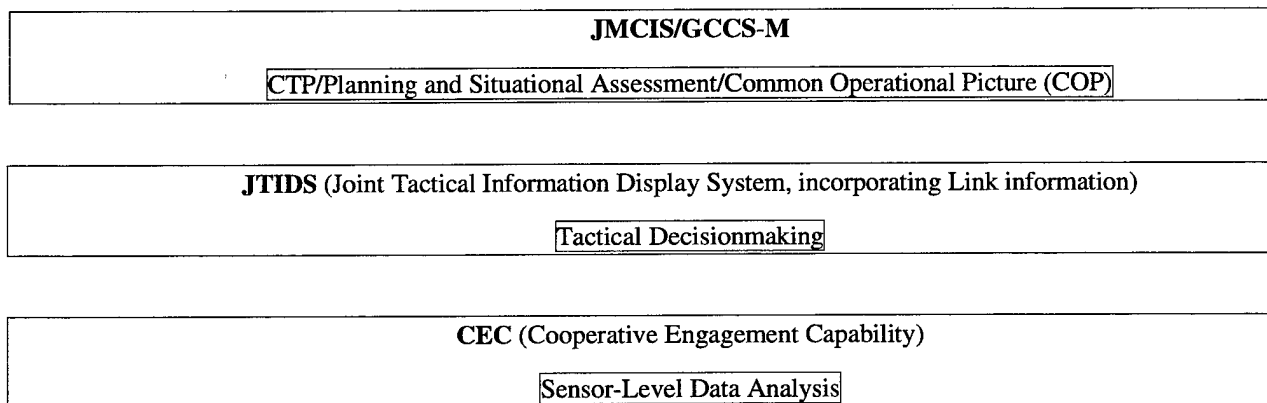 JMCIS/GCCS-M
CTP/Planning and Situational Assessment/Common Operational Picture (COP)
JTIDS (Joint Tactical Information Display System, incorporating Link information)
Tactical Decisionmaking
CEC (Cooperative Engagement Capability)
Sensor-Level Data Analysis